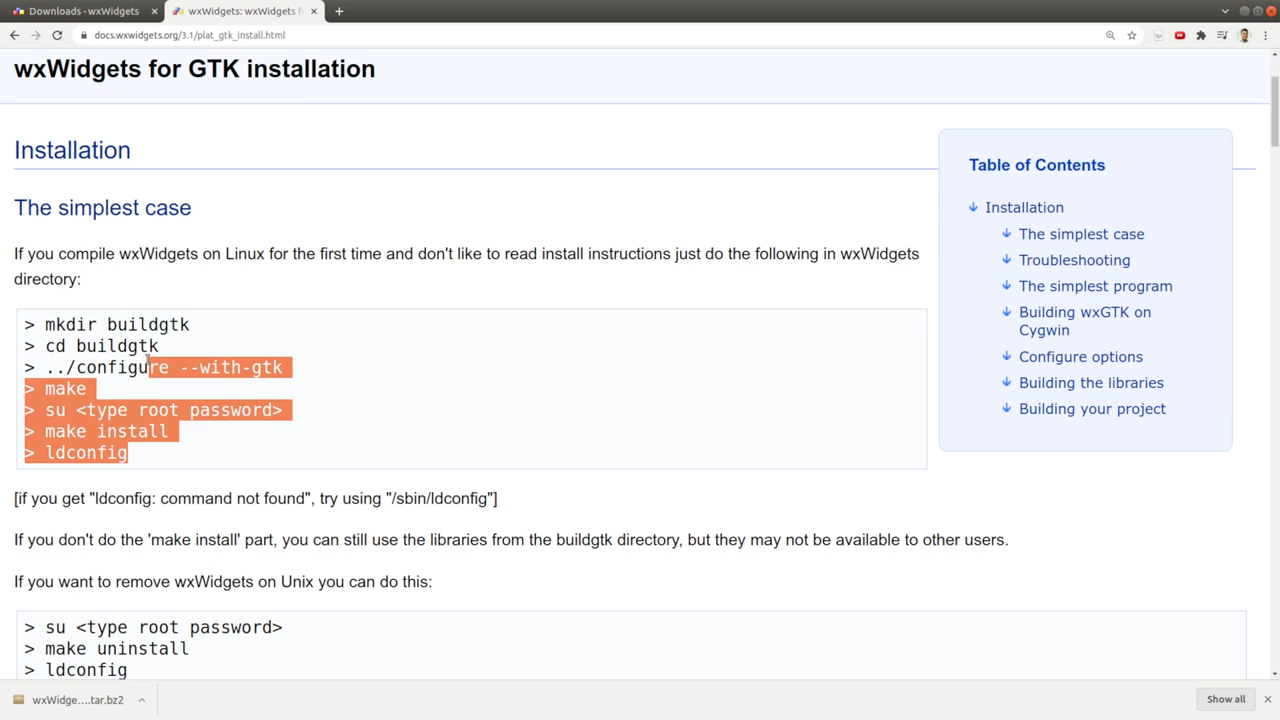 Downloads - wxWidgets
wxWidgets: wxWidgets f
docs.wxwidgets.org/3.1/plat_gtk_install.html
wxWidgets for GTK installation
Installation
The simplest case
If you compile wxWidgets on Linux for the first time and don't like to read install instructions just do the following in wxWidgets
directory:
> mkdir buildgtk
> cd buildgtk
> ../configure --with-gtk
> make
> su <type root password>
> make install
> ldconfig
[if you get "ldconfig: command not found", try using "/sbin/ldconfig"]
If you don't do the 'make install' part, you can still use the libraries from the buildgtk directory, but they may not be available to other users.
If you want to remove wxWidgets on Unix you can do this:
> su <type root password>
> make uninstall
> ldconfig
Table of Contents
Installation
The simplest case
Troubleshooting
The simplest program
Building wxGTK on
Cygwin
Configure options
Building the libraries
Building your project
wxWidge....tar.bz2
Show all